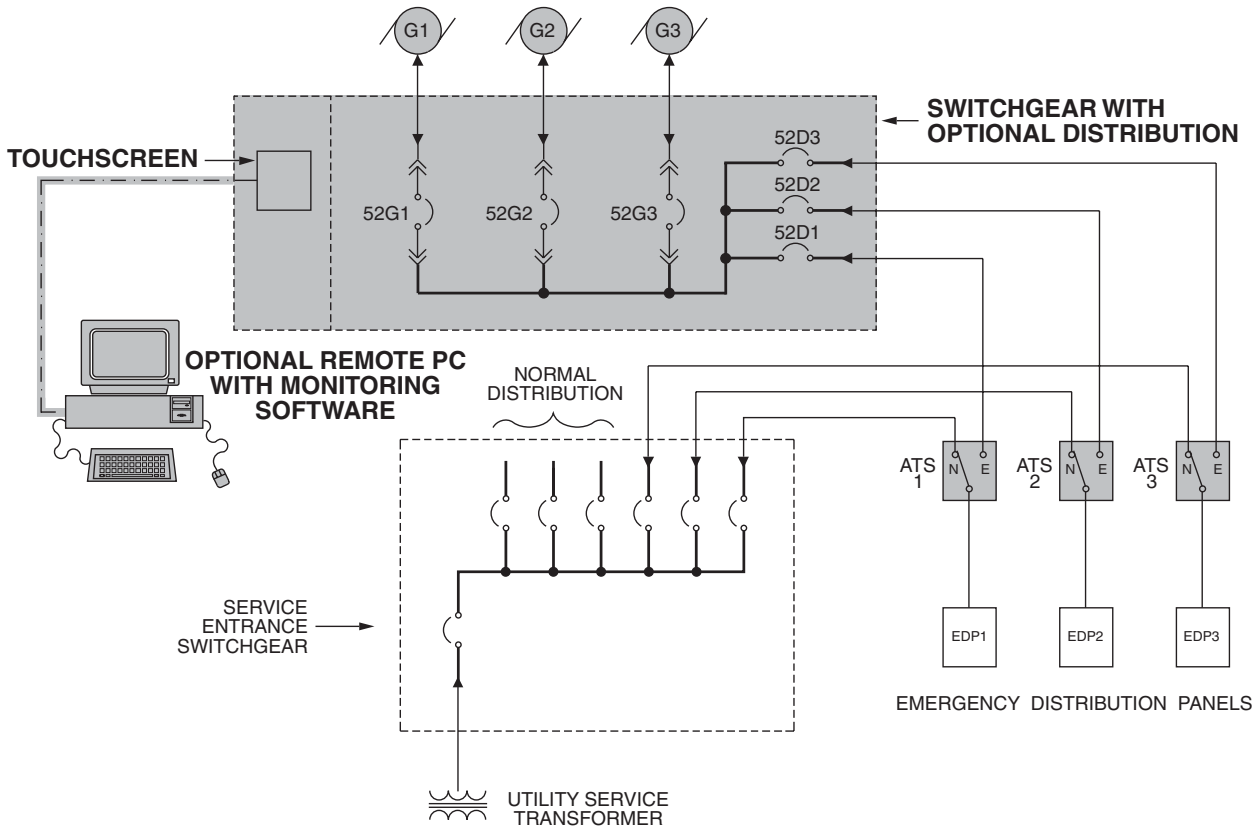 G1
G2
G3
SWITCHGEAR WITH
OPTIONAL DISTRIBUTION
TOUCHSCREEN
52D3
52D2
52D1
52G1
52G2
52G3
OPTIONAL REMOTE PC
WITH MONITORING
SOFTWARE
NORMAL
DISTRIBUTION
ATS
1
N
E
ATS
2
N
E
ATS
3
N
E
SERVICE
ENTRANCE
SWITCHGEAR
EDP1
EDP2
EDP3
EMERGENCY DISTRIBUTION PANELS
UTILITY SERVICE
TRANSFORMER